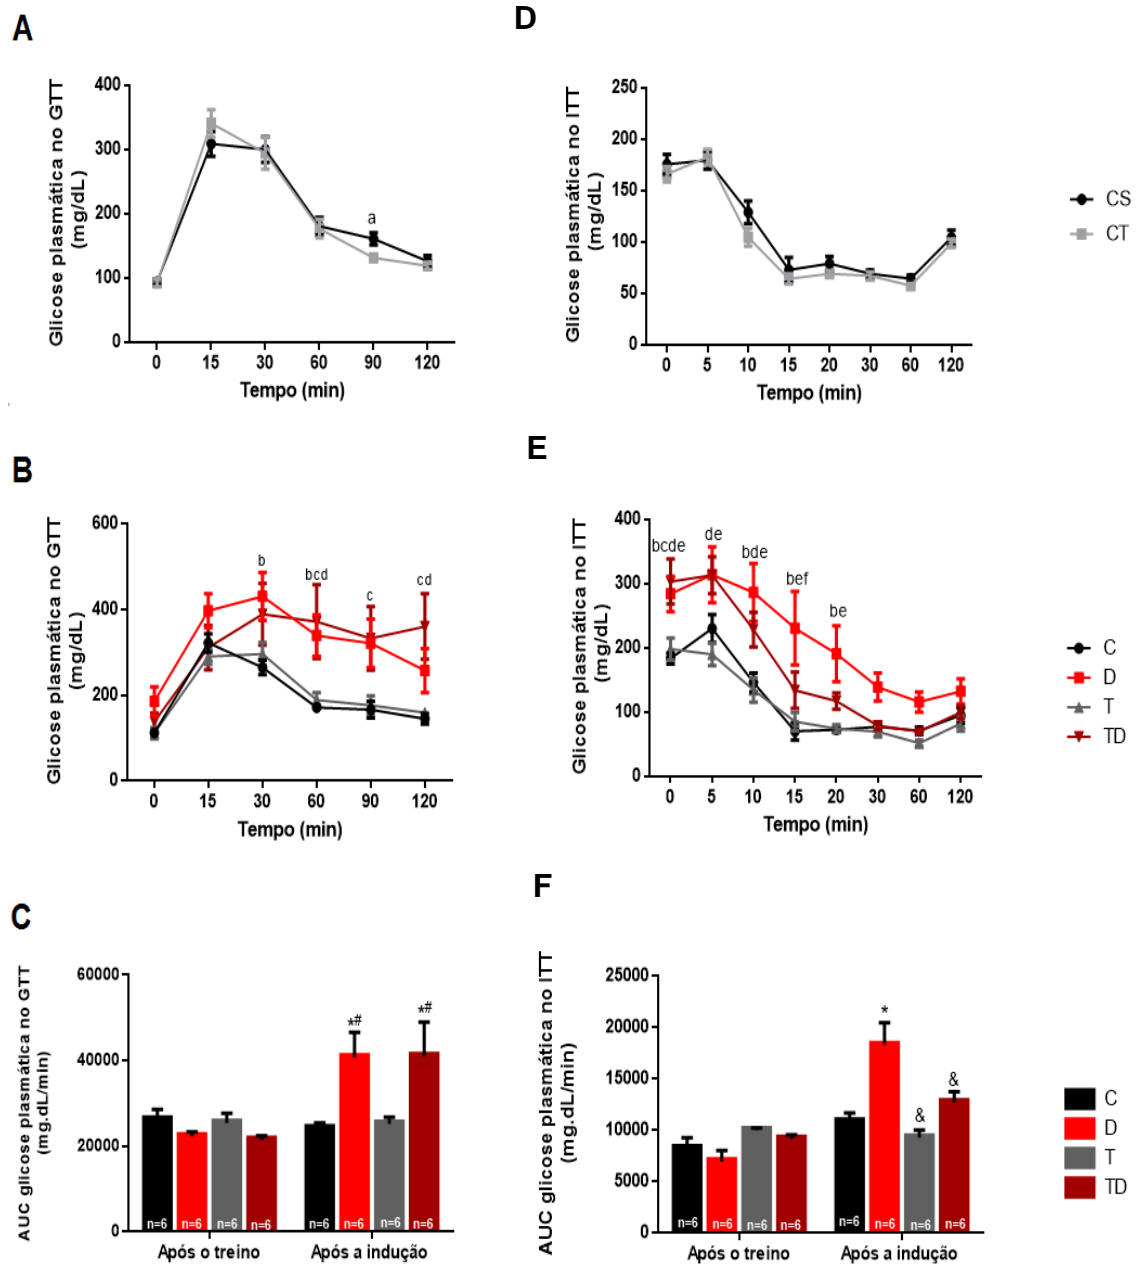 A
Glicose plasmática no GTT
(mg/dL)
400
300
200
100
0
a
0 15 30 60 90 120
Tempo (min)
D
Glicose plasmática no ITT
(mg/dL)
250
200
150
100
50
0
0 5 10 15 20 30 60 120
Tempo (min)
CS
CT
B
Glicose plasmática no GTT
(mg/dL)
600
400
200
0
b bcd c cd
0 15 30 60 90 120
Tempo (min)
E
Glicose plasmática no ITT
(mg/dL)
400
300
200
100
0
bcde de bde bef be
0 5 10 15 20 30 60 120
Tempo (min)
C
D
T
TD
C
AUC glicose plasmática no GTT
(mg.dL/min)
60000
40000
20000
0
*# *#
n=6 n=6 n=6 n=6 n=6 n=6 n=6 n=6
Após o treino Após a indução
F
AUC glicose plasmática no ITT
(mg.dL/min)
25000
20000
15000
10000
5000
0
* & &
n=6 n=6 n=6 n=6 n=6 n=6 n=6 n=6
Após o treino Após a indução
C
D
T
TD